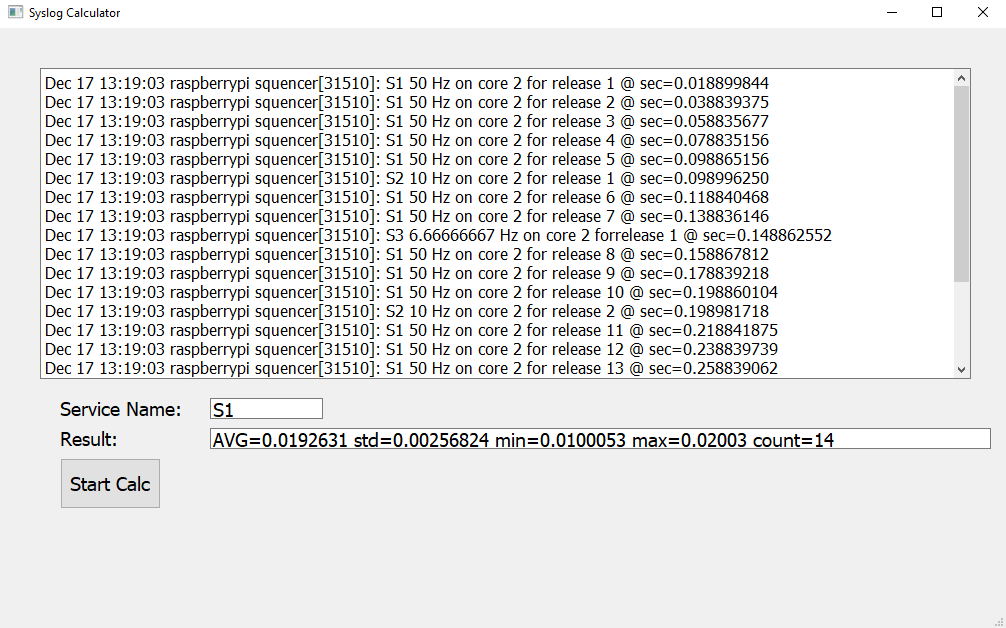 Syslog Calculator
Dec 17 13:19:03 raspberrypi squencer[31510]: S1 50 Hz on core 2 for release 1 @ sec=0.018899844
Dec 17 13:19:03 raspberrypi squencer[31510]: S1 50 Hz on core 2 for release 2 @ sec=0.038839375
Dec 17 13:19:03 raspberrypi squencer[31510]: S1 50 Hz on core 2 for release 3 @ sec=0.058835677
Dec 17 13:19:03 raspberrypi squencer[31510]: S1 50 Hz on core 2 for release 4 @ sec=0.078835156
Dec 17 13:19:03 raspberrypi squencer[31510]: S1 50 Hz on core 2 for release 5 @ sec=0.098865156
Dec 17 13:19:03 raspberrypi squencer[31510]: S2 10 Hz on core 2 for release 1 @ sec=0.098996250
Dec 17 13:19:03 raspberrypi squencer[31510]: S1 50 Hz on core 2 for release 6 @ sec=0.118840468
Dec 17 13:19:03 raspberrypi squencer[31510]: S1 50 Hz on core 2 for release 7 @ sec=0.138836146
Dec 17 13:19:03 raspberrypi squencer[31510]: S3 6.66666667 Hz on core 2 forrelease 1 @ sec=0.148862552
Dec 17 13:19:03 raspberrypi squencer[31510]: S1 50 Hz on core 2 for release 8 @ sec=0.158867812
Dec 17 13:19:03 raspberrypi squencer[31510]: S1 50 Hz on core 2 for release 9 @ sec=0.178839218
Dec 17 13:19:03 raspberrypi squencer[31510]: S1 50 Hz on core 2 for release 10 @ sec=0.198860104
Dec 17 13:19:03 raspberrypi squencer[31510]: S2 10 Hz on core 2 for release 2 @ sec=0.198981718
Dec 17 13:19:03 raspberrypi squencer[31510]: S1 50 Hz on core 2 for release 11 @ sec=0.218841875
Dec 17 13:19:03 raspberrypi squencer[31510]: S1 50 Hz on core 2 for release 12 @ sec=0.238839739
Dec 17 13:19:03 raspberrypi squencer[31510]: S1 50 Hz on core 2 for release 13 @ sec=0.258839062
Service Name: S1
Result: AVG=0.0192631 std=0.00256824 min=0.0100053 max=0.02003 count=14
Start Calc